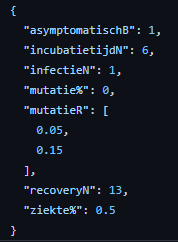 {
"asymptomatischB": 1,
"incubatietijdN": 6,
"infectieN": 1,
"mutatie%": 0,
"mutatieR": [
0.05,
0.15
],
"recoveryN": 13,
"ziekte%": 0.5
}